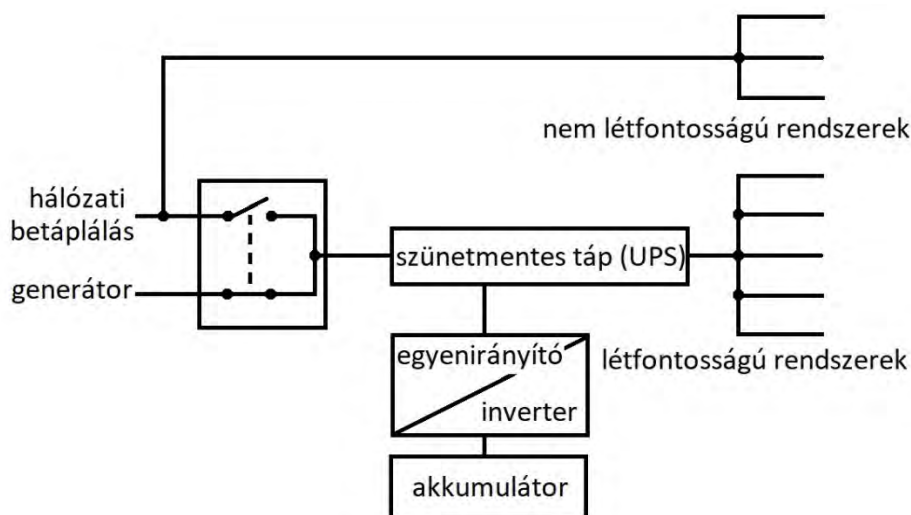 nem létfontosságú rendszerek
hálózati
betáplálás
szünetmentes táp (UPS)
generátor
egyenirányító
inverter
létfontosságú rendszerek
akkumulátor